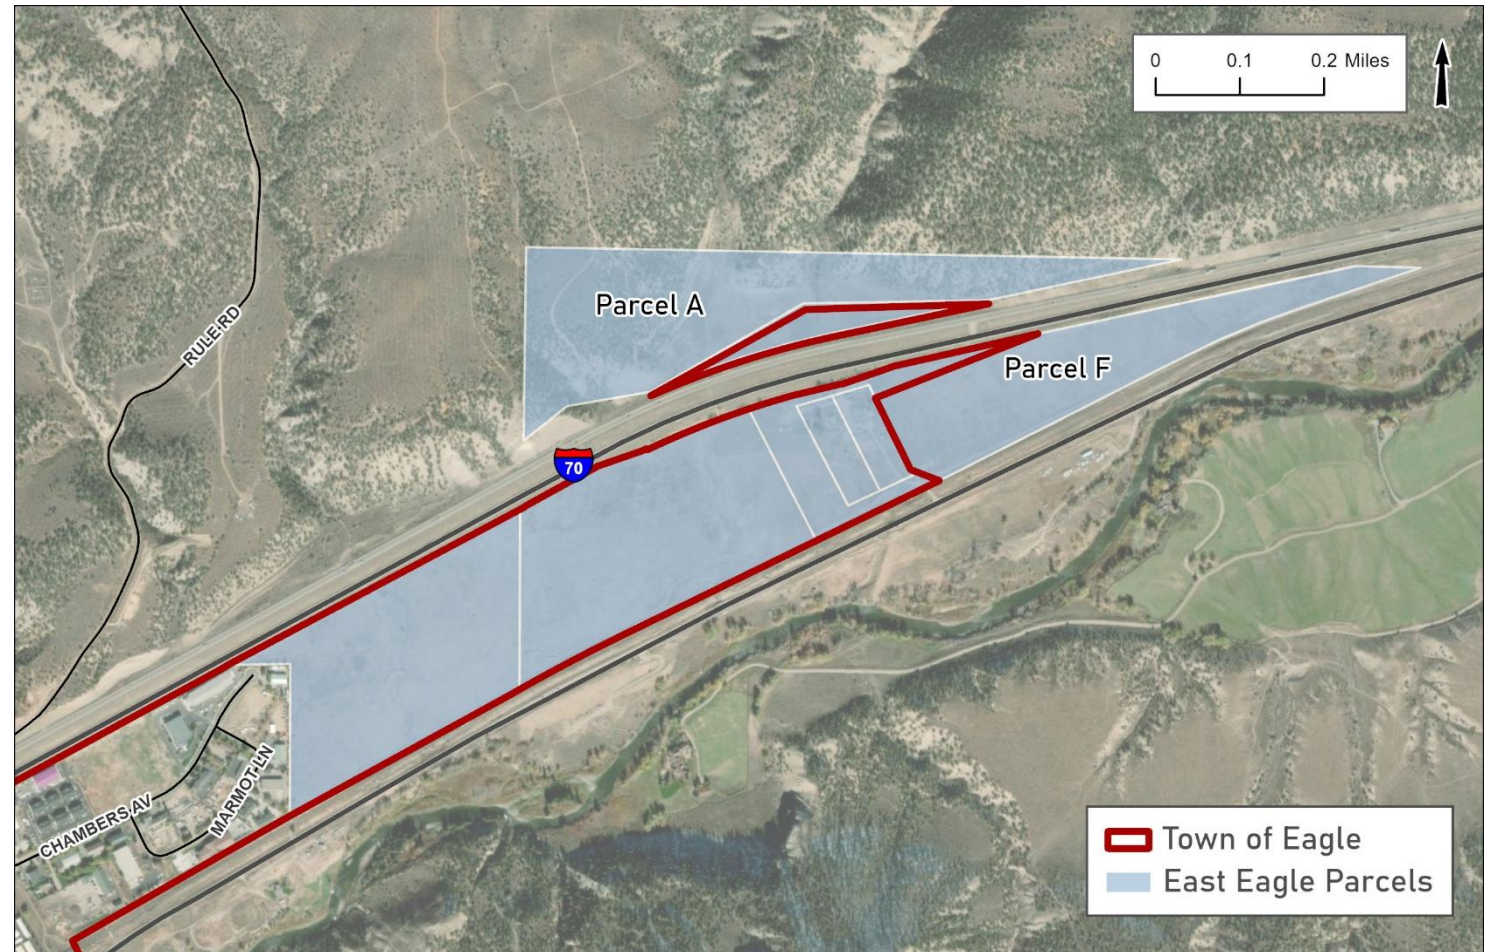 0 0.1 0.2 Miles
RULE RD
Parcel A
Parcel F
70
CHAMBERS AV
MARMOT LN
Town of Eagle
East Eagle Parcels